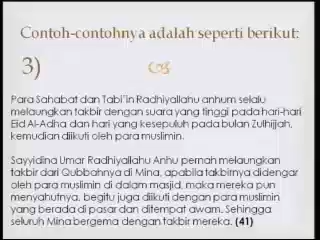 Contoh-contohnya adalah seperti berikut:
3)
Para Sahabat dan Tabi'in Radhiyallahu anhum selalu
melaungkan takbir dengan suara yang tinggi pada hari-hari
Eid Al-Adha dan hari yang kesepuluh pada bulan Zulhijjah,
kemudian diikuti oleh para muslimin.
Sayyidina Umar Radhiyallahu Anhu pernah melaungkan
takbir dari Qubbahnya di Mina, apabila takbirnya didengar
oleh para muslimin di dalam masjid, maka mereka pun
menyahutnya, begitu juga diikuti dengan para muslimin
yang berada di pasar dan ditempat awam. Sehingga
seluruh Mina bergema dengan takbir mereka. (41)